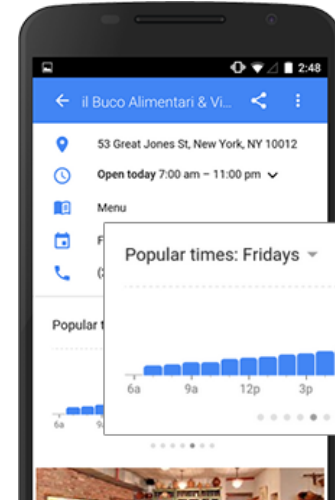 2:48
il Buco Alimentari & Vi...
53 Great Jones St, New York, NY 10012
Open today 7:00 am – 11:00 pm
Menu
F
(
Popular times: Fridays
6a 9a 12p 3p
Popular t
6a 9